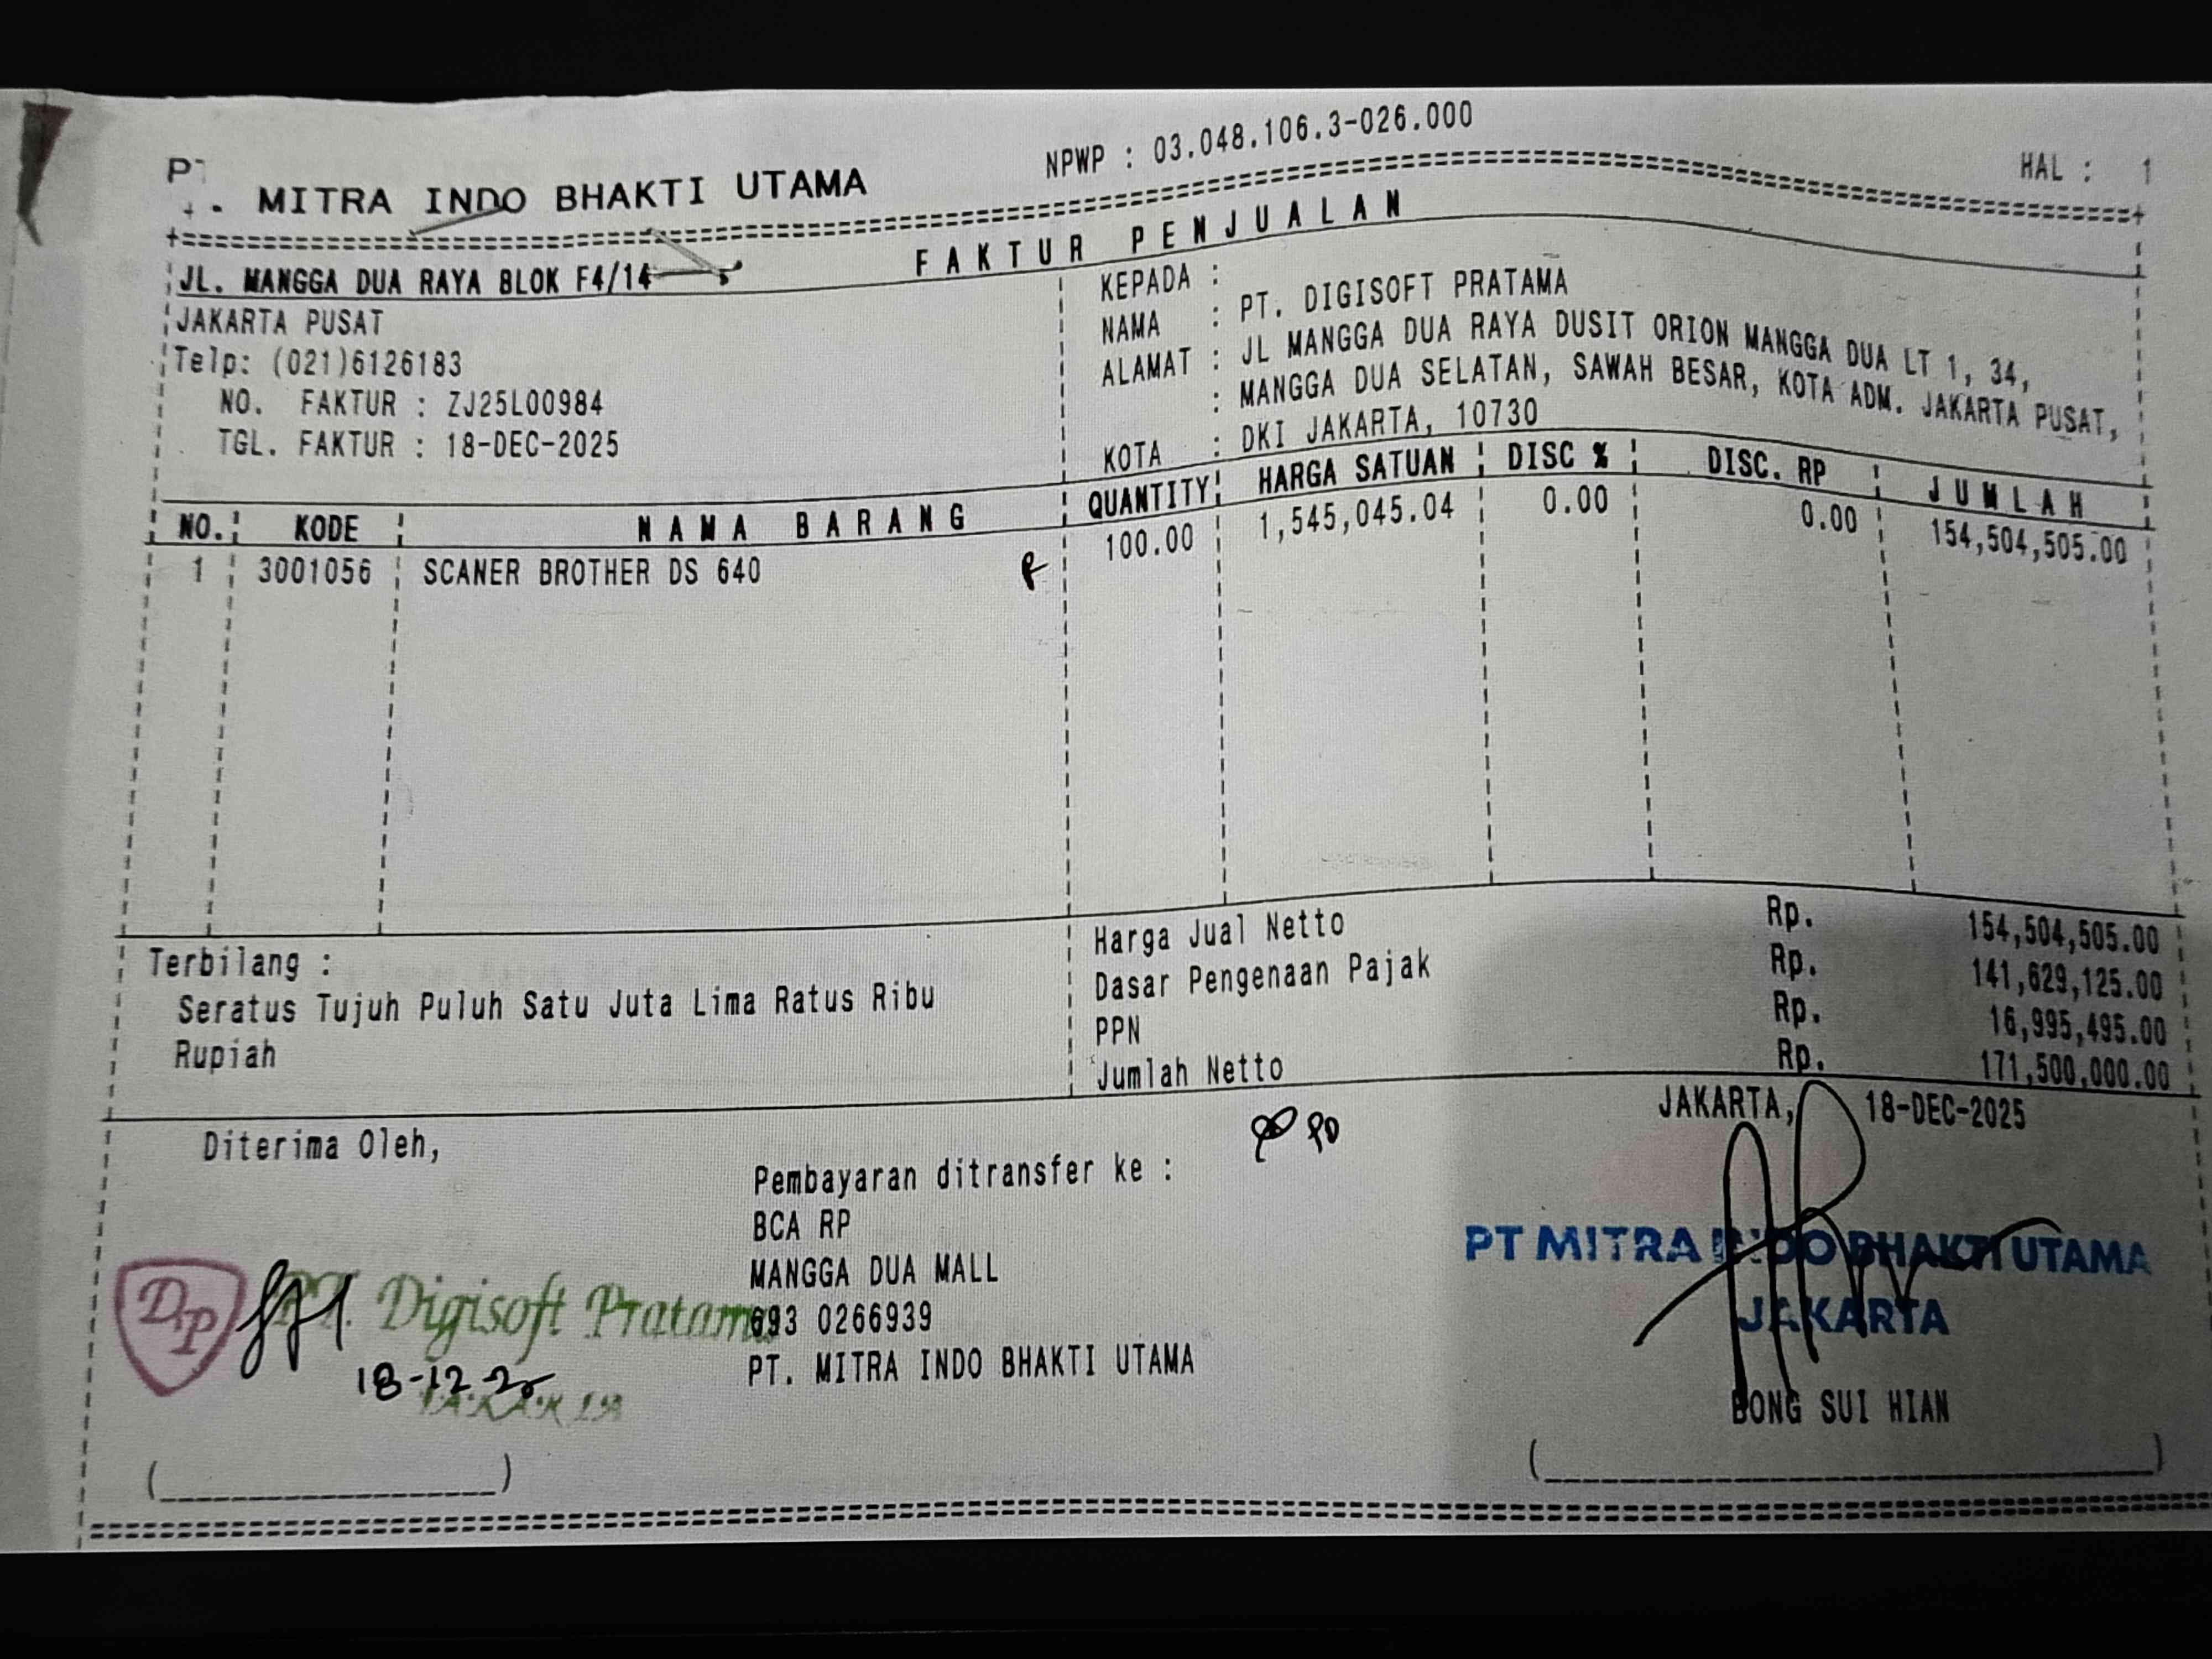 PT. MITRA INDO BHAKTI UTAMA
NPWP : 03.048.106.3-026.000
HAL : 1
FAKTUR PENJUALAN
JL. MANGGA DUA RAYA BLOK F4/14
JAKARTA PUSAT
Telp: (021)6126183
NO. FAKTUR : ZJ25L00984
TGL. FAKTUR : 18-DEC-2025
KEPADA :
NAMA : PT. DIGISOFT PRATAMA
ALAMAT : JL MANGGA DUA RAYA DUSIT ORION MANGGA DUA LT 1, 34,
: MANGGA DUA SELATAN, SAWAH BESAR, KOTA ADM. JAKARTA PUSAT,
KOTA : DKI JAKARTA, 10730
NO. KODE NAMA BARANG QUANTITY HARGA SATUAN DISC % DISC. RP JUMLAH
1 3001056 SCANER BROTHER DS 640 100.00 1,545,045.04 0.00 0.00 154,504,505.00
Terbilang :
Seratus Tujuh Puluh Satu Juta Lima Ratus Ribu
Rupiah
Harga Jual Netto Rp. 154,504,505.00
Dasar Pengenaan Pajak Rp. 141,629,125.00
PPN Rp. 16,995,495.00
Jumlah Netto Rp. 171,500,000.00
JAKARTA, 18-DEC-2025
Diterima Oleh,
Pembayaran ditransfer ke :
BCA RP
MANGGA DUA MALL
693 0266939
PT. MITRA INDO BHAKTI UTAMA
DP
PT. Digisoft Pratama
JAKARTA
18-12-25
PT MITRA INDO BHAKTI UTAMA
JAKARTA
BONG SUI HIAN